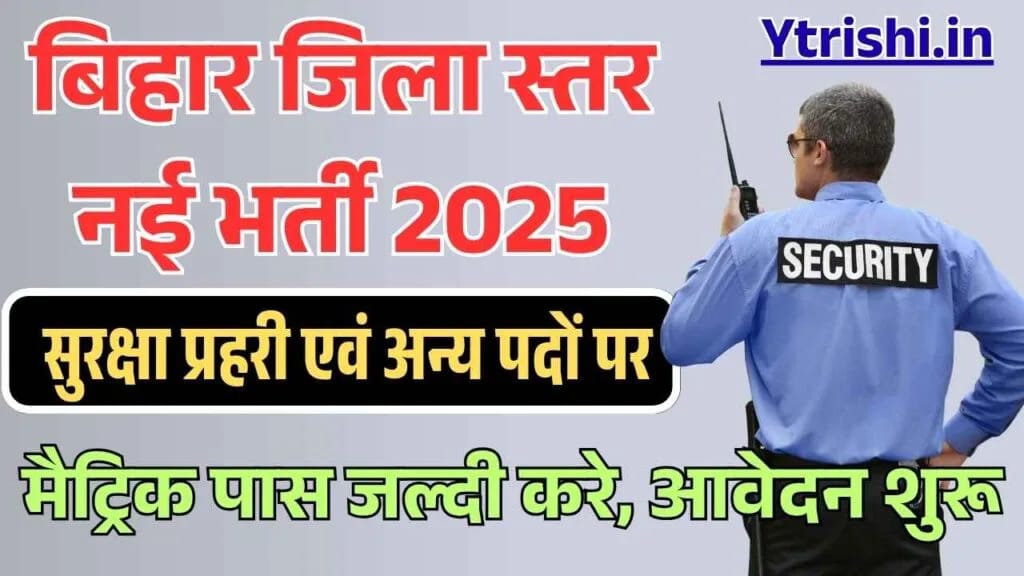 Ytrishi.in
बिहार जिला स्तर
नई भर्ती 2025
SECURITY
सुरक्षा प्रहरी एवं अन्य पदों पर
मैट्रिक पास जल्दी करे, आवेदन शुरू